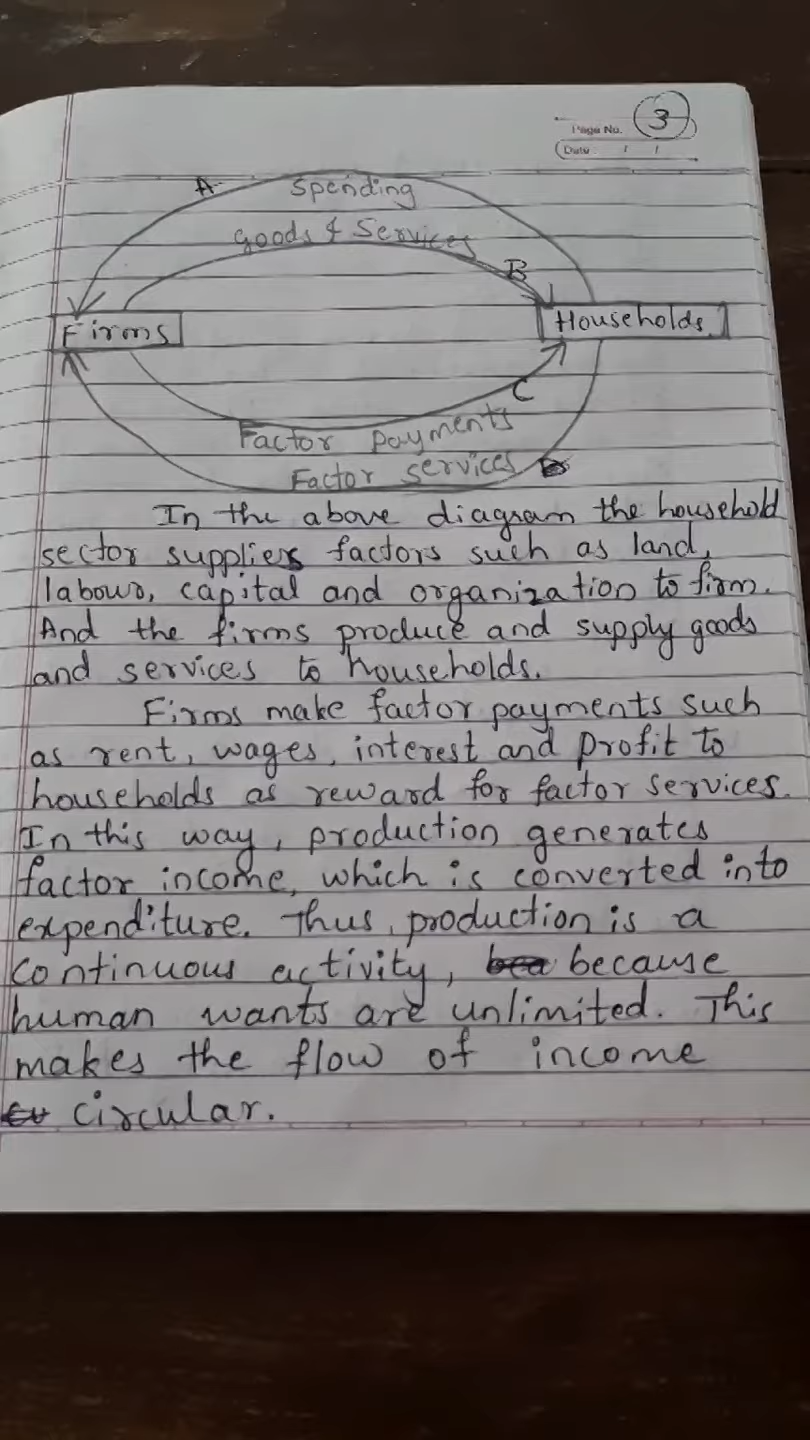 Page No. 3
Date / /
A Spending
Goods & Services
B
Firms
Households
C
Factor payments
Factor services
In the above diagram the household
sector supplies factors such as land,
labour, capital and organization to firm.
And the firms produce and supply goods
and services to households.
Firms make factor payments such
as rent, wages, interest and profit to
households as reward for factor services.
In this way, production generates
factor income, which is converted into
expenditure. Thus, production is a
continuous activity, because
human wants are unlimited. This
makes the flow of income
circular.